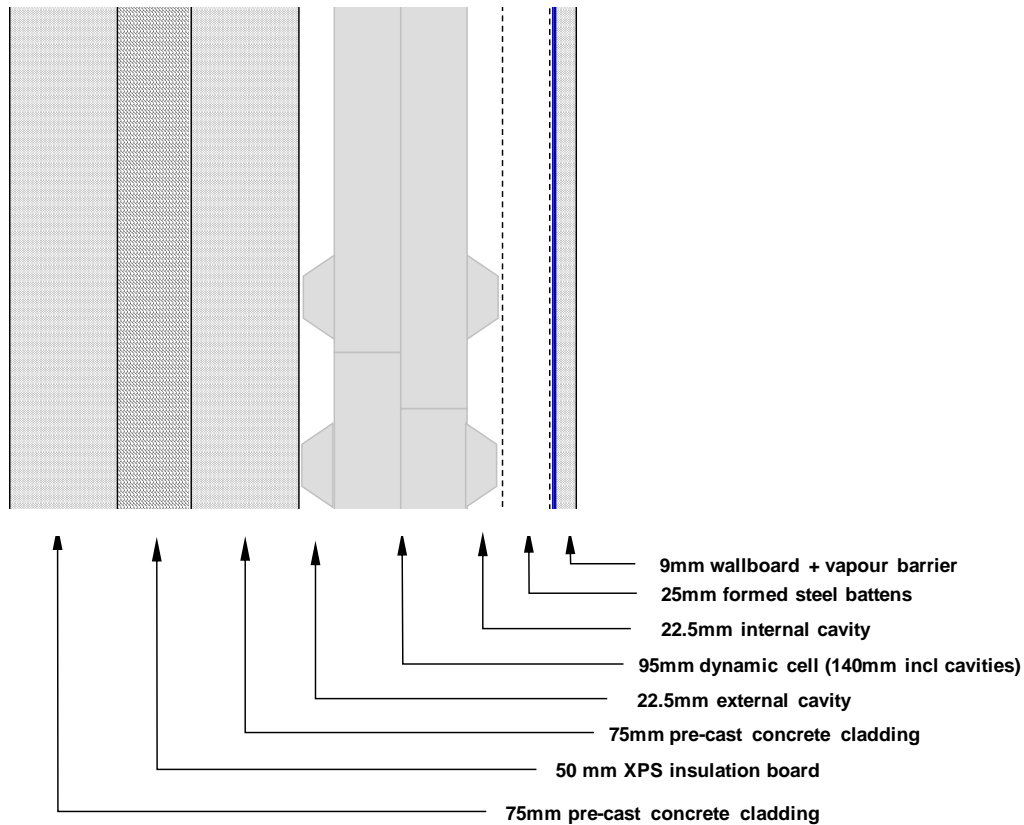 9mm wallboard + vapour barrier
25mm formed steel battens
22.5mm internal cavity
95mm dynamic cell (140mm incl cavities)
22.5mm external cavity
75mm pre-cast concrete cladding
50 mm XPS insulation board
75mm pre-cast concrete cladding